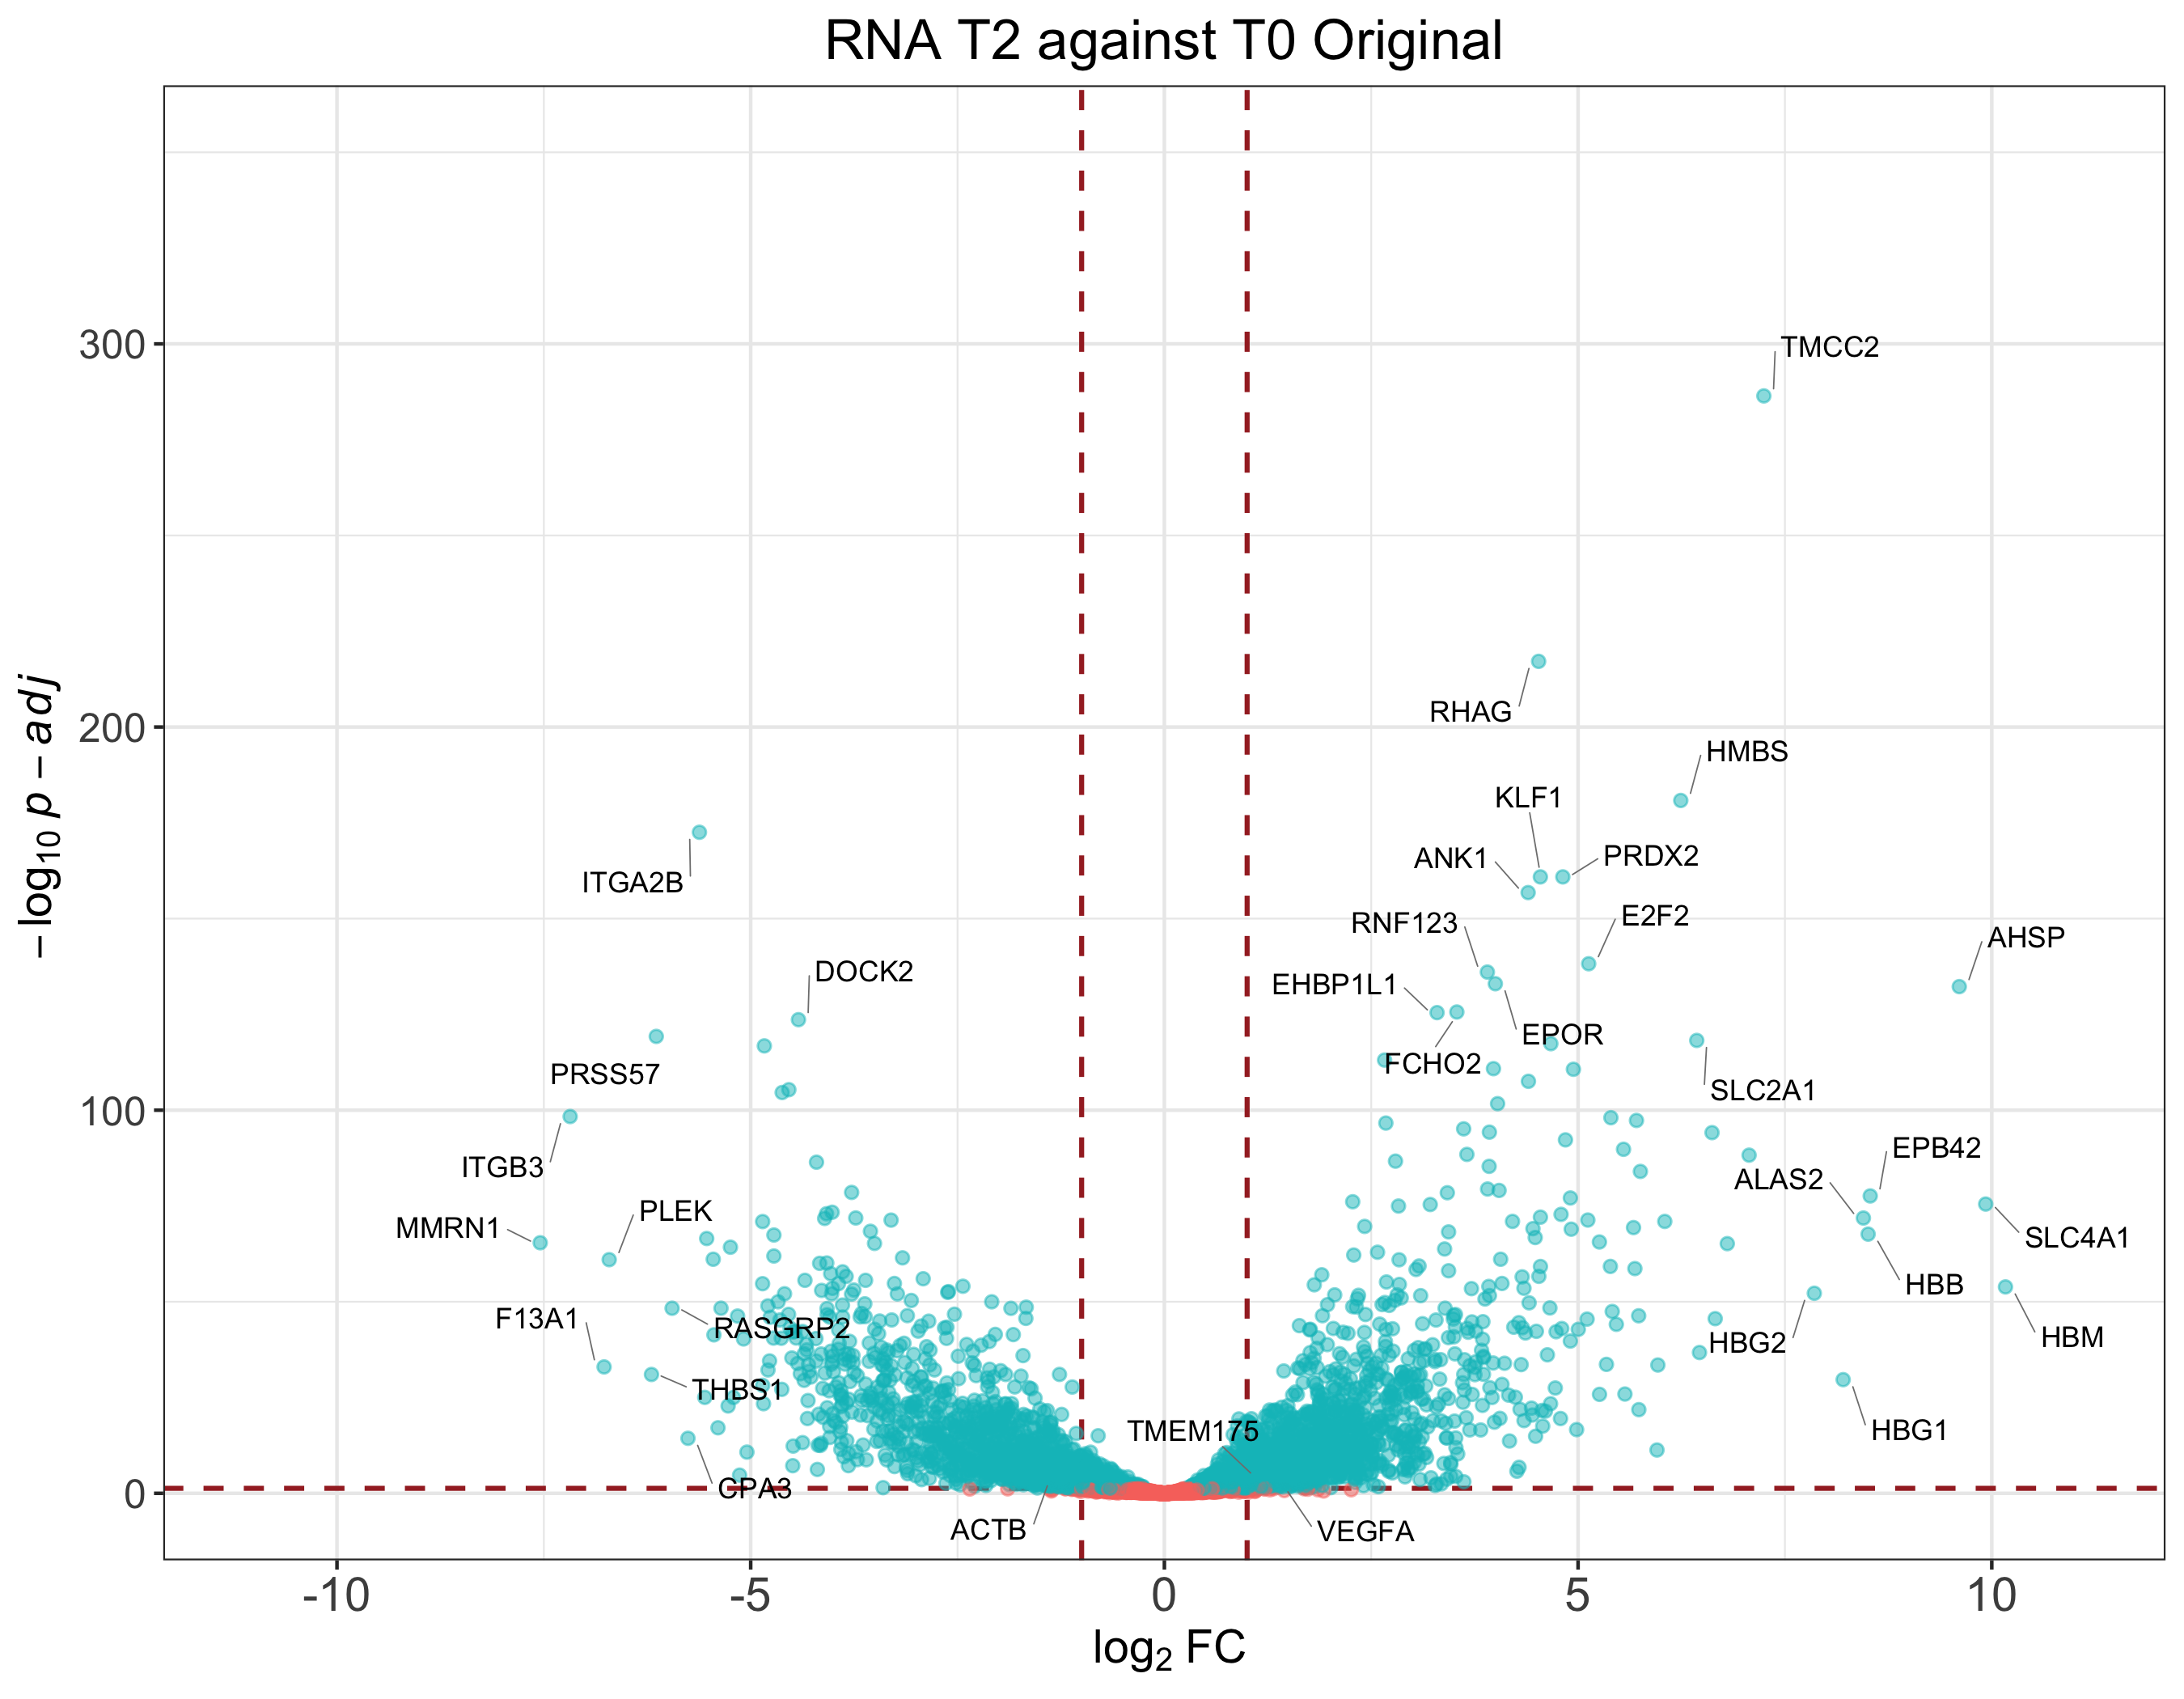 RNA T2 against T0 Original
300
200
100
0
−log10 p − adj
TMCC2
RHAG
HMBS
KLF1
ANK1
PRDX2
ITGA2B
RNF123
E2F2
AHSP
DOCK2
EHBP1L1
EPOR
FCHO2
PRSS57
SLC2A1
ITGB3
EPB42
ALAS2
PLEK
MMRN1
SLC4A1
HBB
F13A1
RASGRP2
HBG2
HBM
THBS1
TMEM175
HBG1
CPA3
ACTB
VEGFA
-10
-5
0
5
10
log2 FC